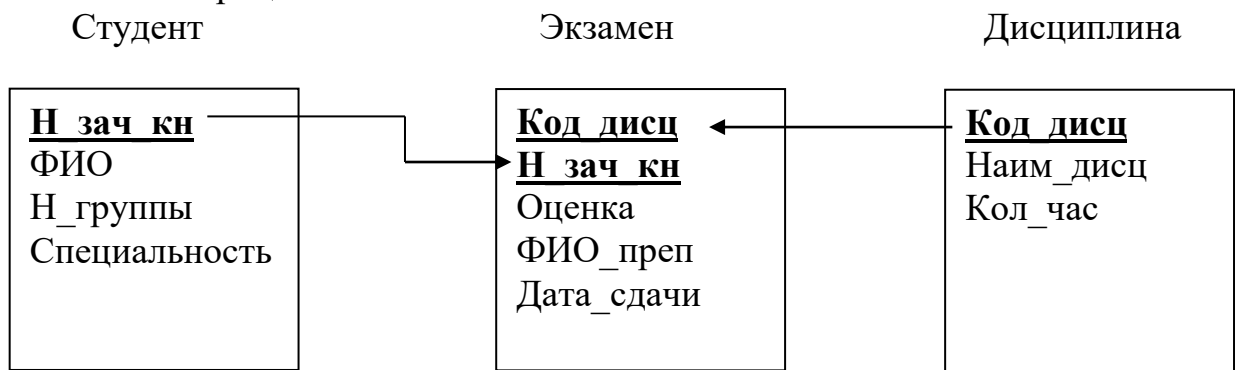 Студент
Н_зач_кн
ФИО
Н_группы
Специальность
Экзамен
Код_дисц
Н_зач_кн
Оценка
ФИО_преп
Дата_сдачи
Дисциплина
Код_дисц
Наим_дисц
Кол_час